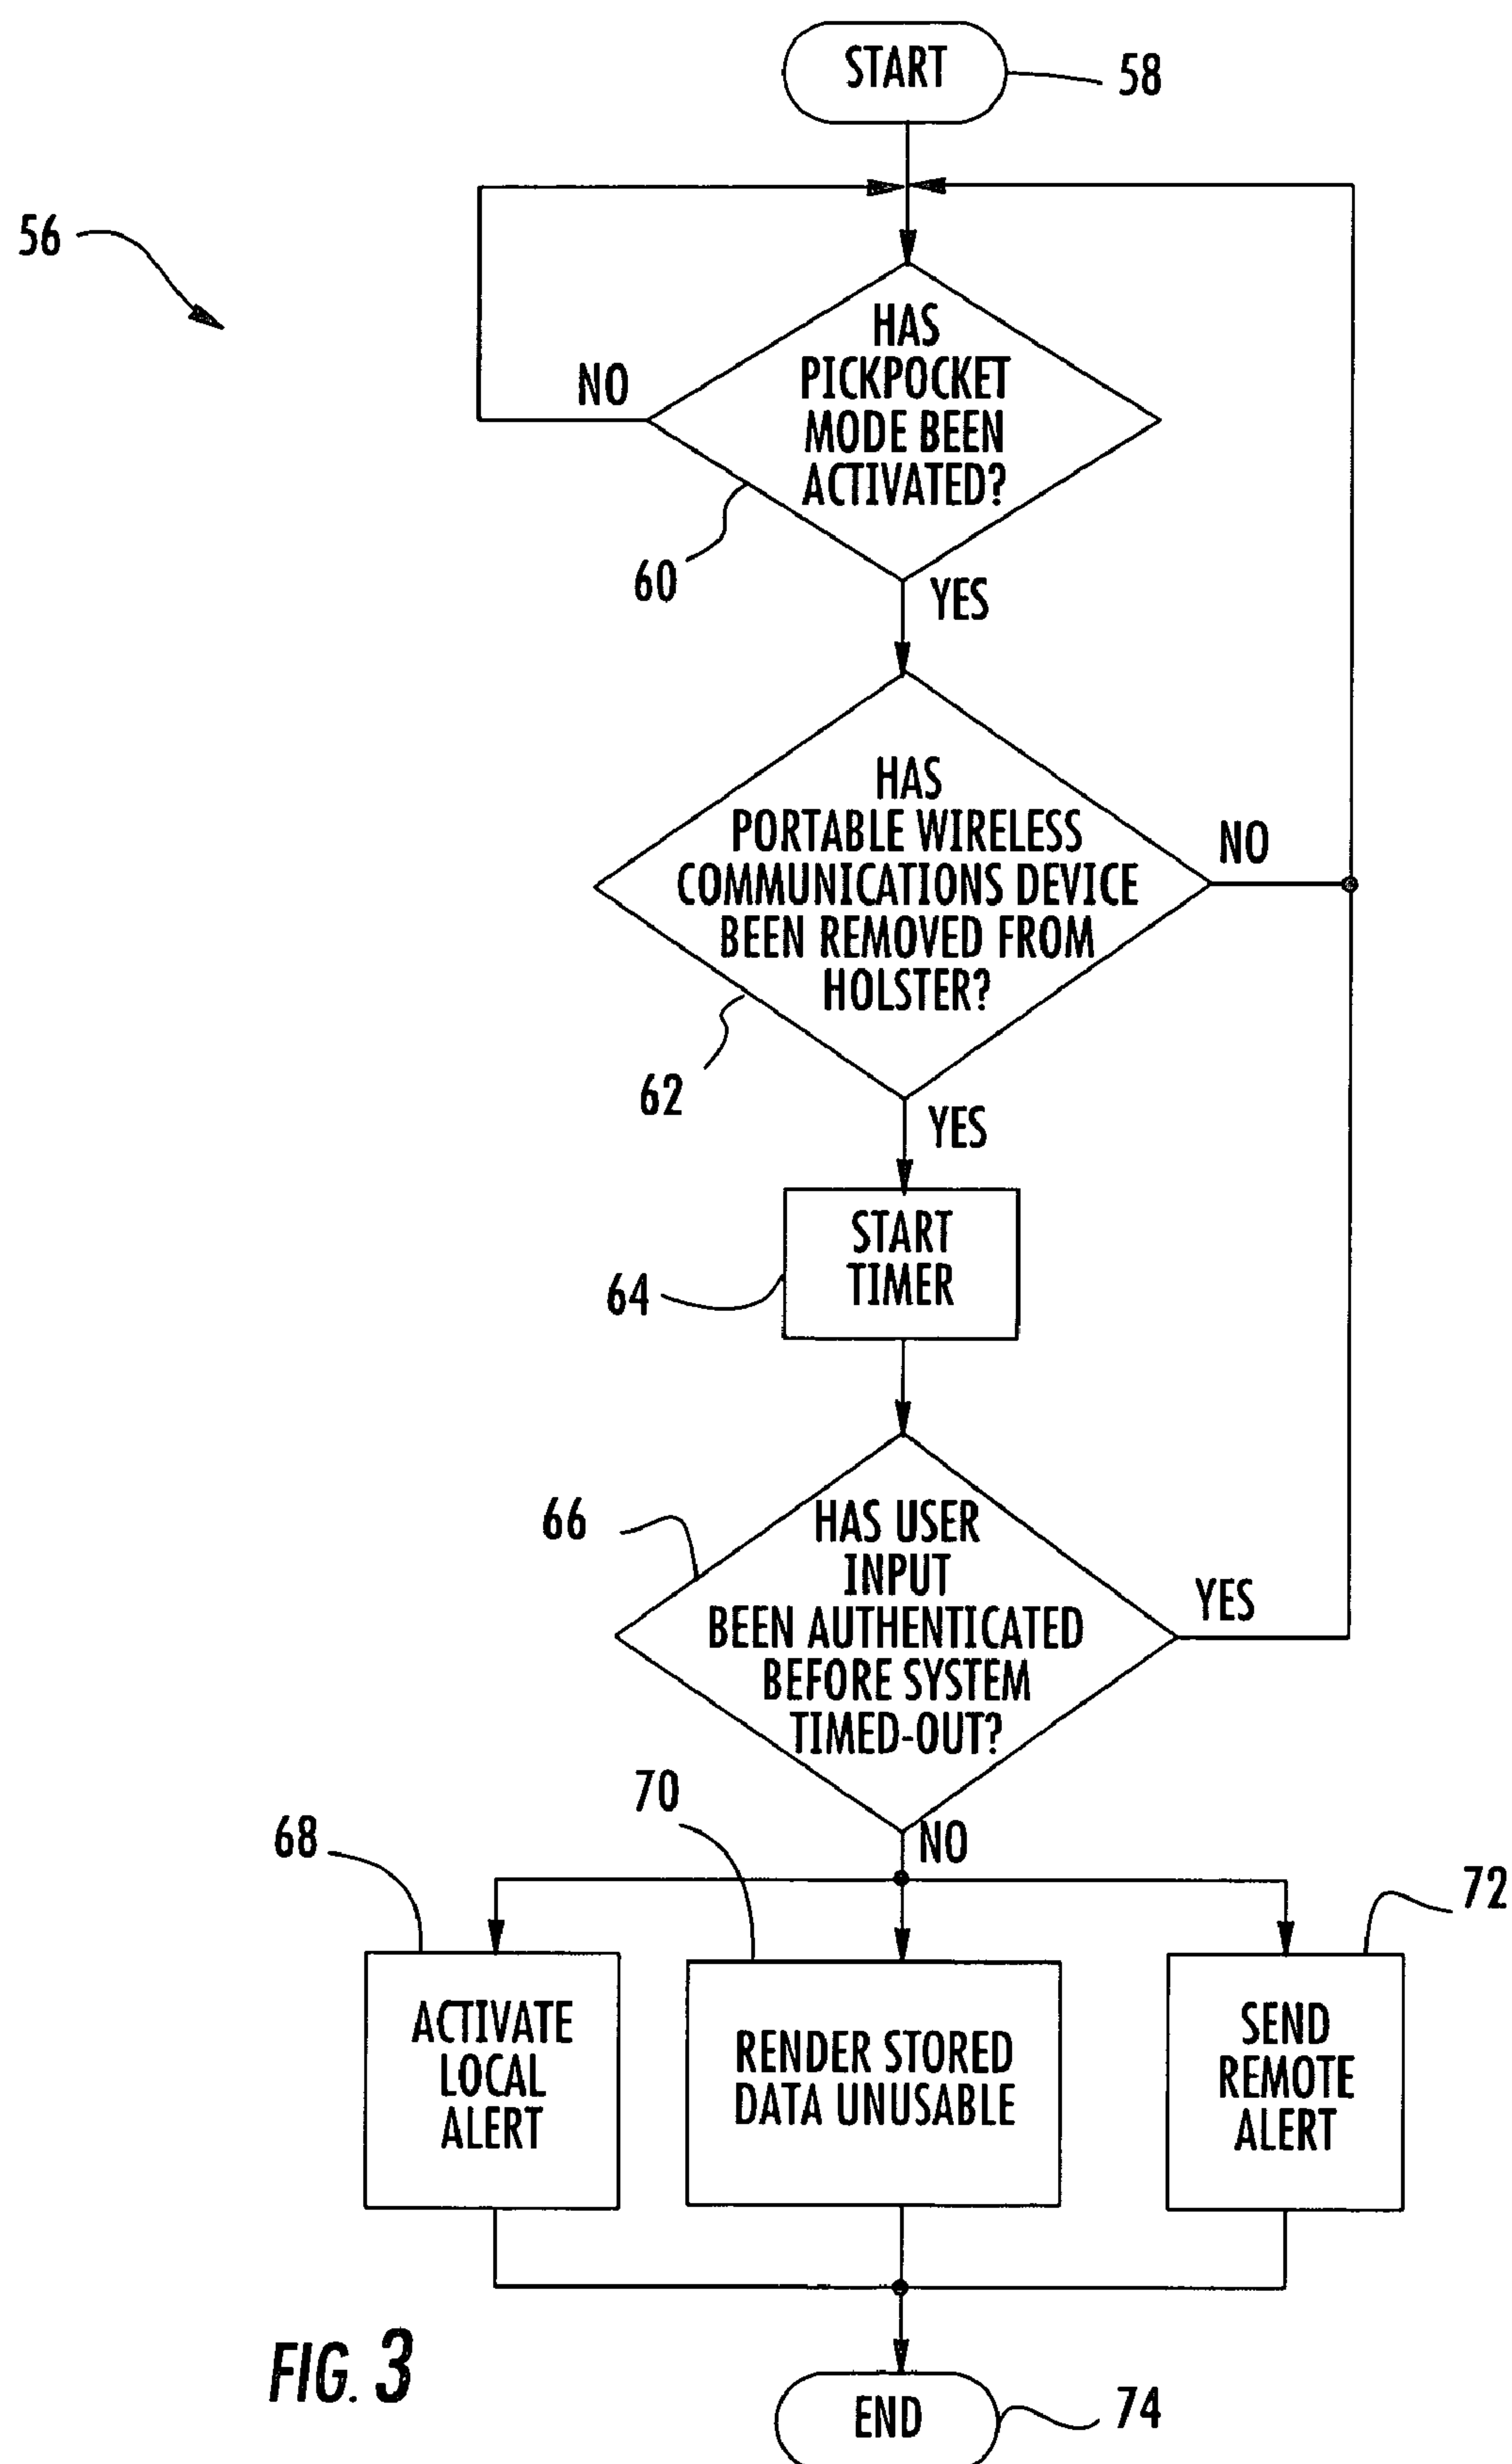 START
58
56
HAS
PICKPOCKET
MODE BEEN
ACTIVATED?
NO
60
YES
HAS
PORTABLE WIRELESS
COMMUNICATIONS DEVICE
BEEN REMOVED FROM
HOLSTER?
NO
62
YES
START
TIMER
64
66
HAS USER
INPUT
BEEN AUTHENTICATED
BEFORE SYSTEM
TIMED-OUT?
YES
NO
68
70
72
ACTIVATE
LOCAL
ALERT
RENDER STORED
DATA UNUSABLE
SEND
REMOTE
ALERT
FIG. 3
END
74